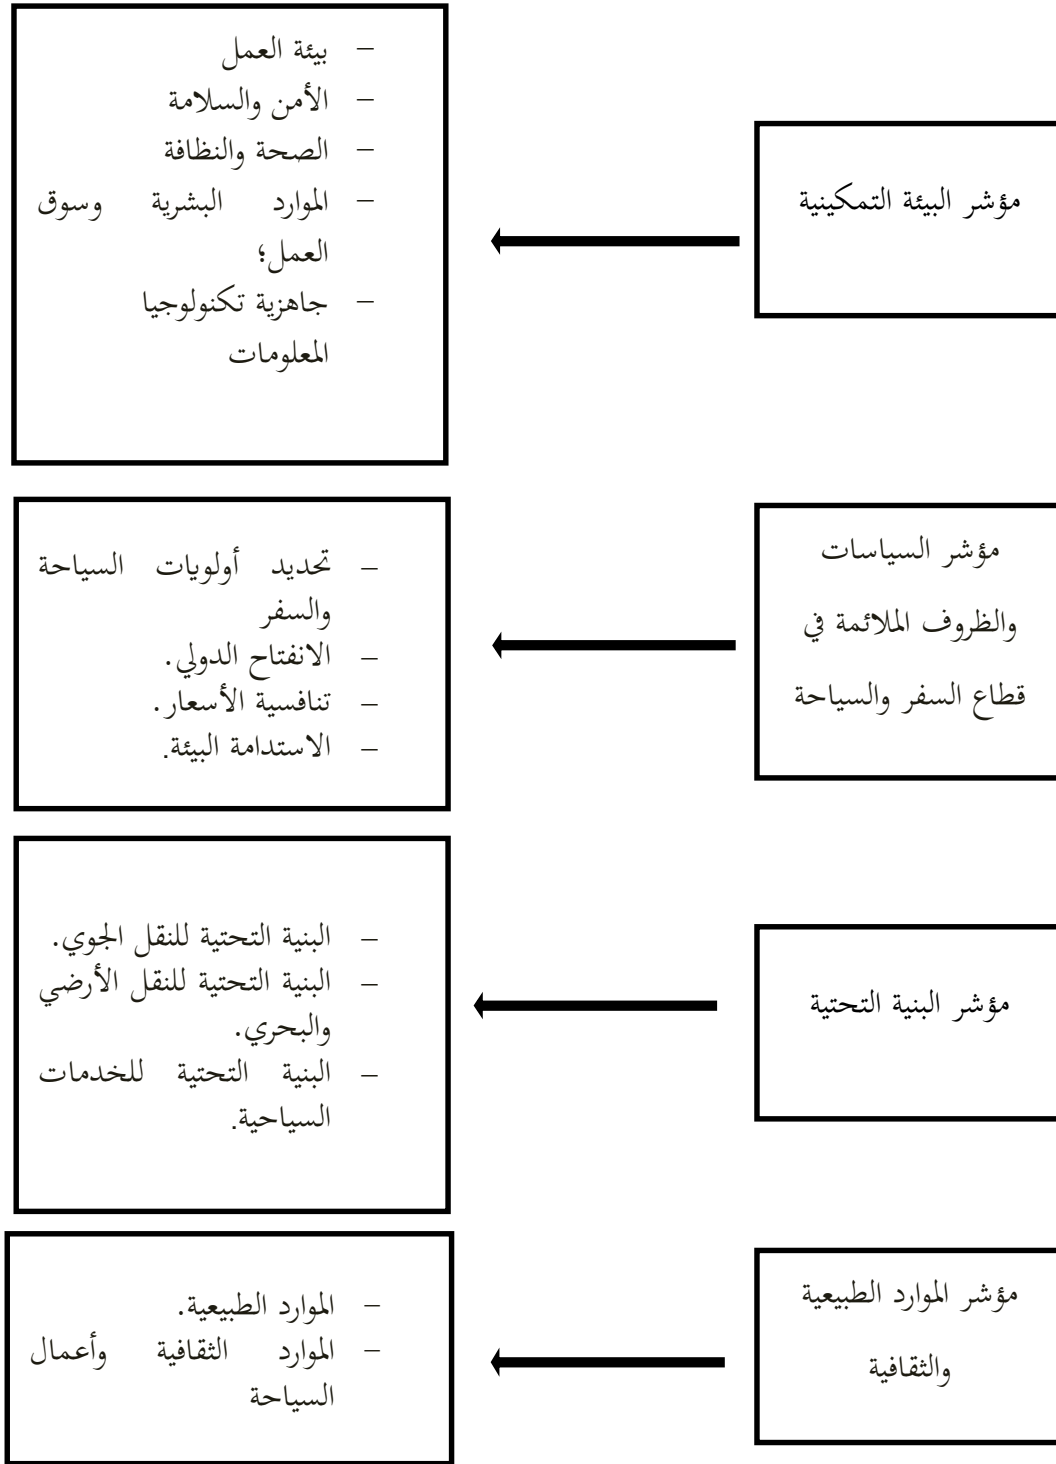 مؤشر البيئة التمكينية
– بيئة العمل
– الأمن والسلامة
– الصحة والنظافة
– الموارد البشرية وسوق
العمل؛
– جاهزية تكنولوجيا
المعلومات
مؤشر السياسات
والظروف الملائمة في
قطاع السفر والسياحة
– تحديد أولويات السياحة
والسفر
– الانفتاح الدولي.
– تنافسية الأسعار.
– الاستدامة البيئة.
مؤشر البنية التحتية
– البنية التحتية للنقل الجوي.
– البنية التحتية للنقل الأرضي
والبحري.
– البنية التحتية للخدمات
السياحية.
مؤشر الموارد الطبيعية
والثقافية
– الموارد الطبيعية.
– الموارد الثقافية وأعمال
السياحة